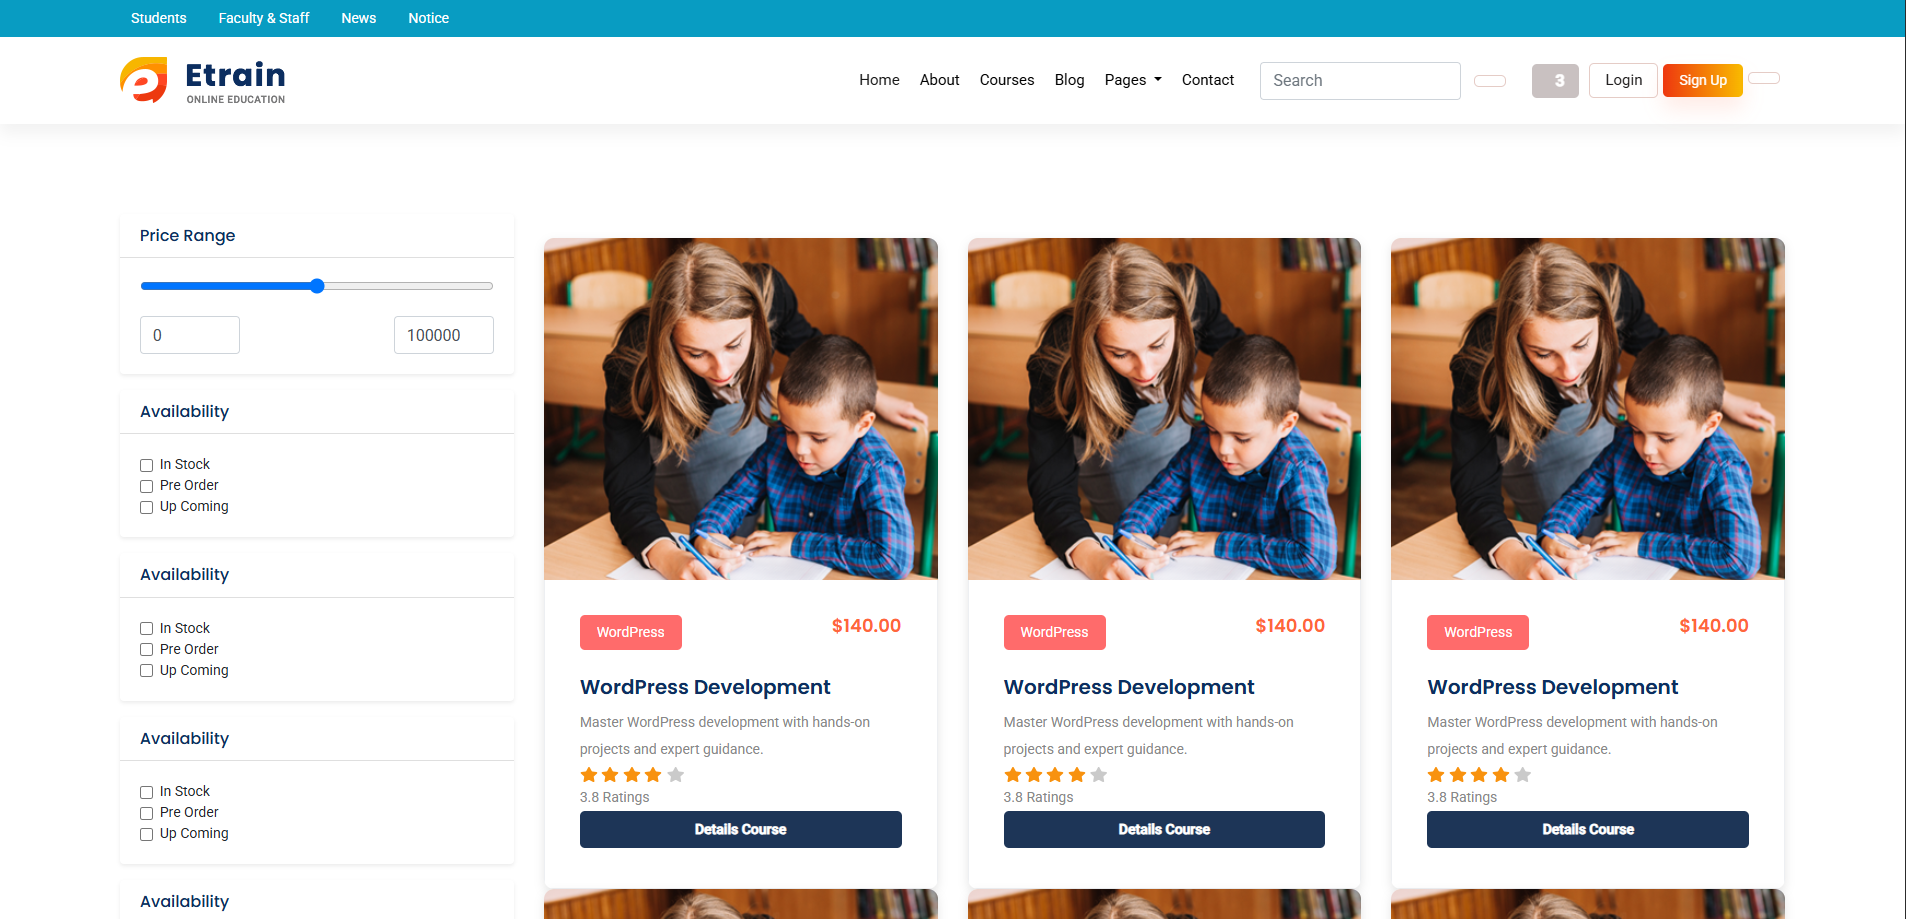 Students Faculty & Staff News Notice
Etrain
ONLINE EDUCATION
Home About Courses Blog Pages Contact Search 3 Login Sign Up
Price Range
0 100000
Availability
In Stock
Pre Order
Up Coming
Availability
In Stock
Pre Order
Up Coming
Availability
In Stock
Pre Order
Up Coming
Availability
WordPress $140.00
WordPress Development
Master WordPress development with hands-on
projects and expert guidance.
3.8 Ratings
Details Course
WordPress $140.00
WordPress Development
Master WordPress development with hands-on
projects and expert guidance.
3.8 Ratings
Details Course
WordPress $140.00
WordPress Development
Master WordPress development with hands-on
projects and expert guidance.
3.8 Ratings
Details Course